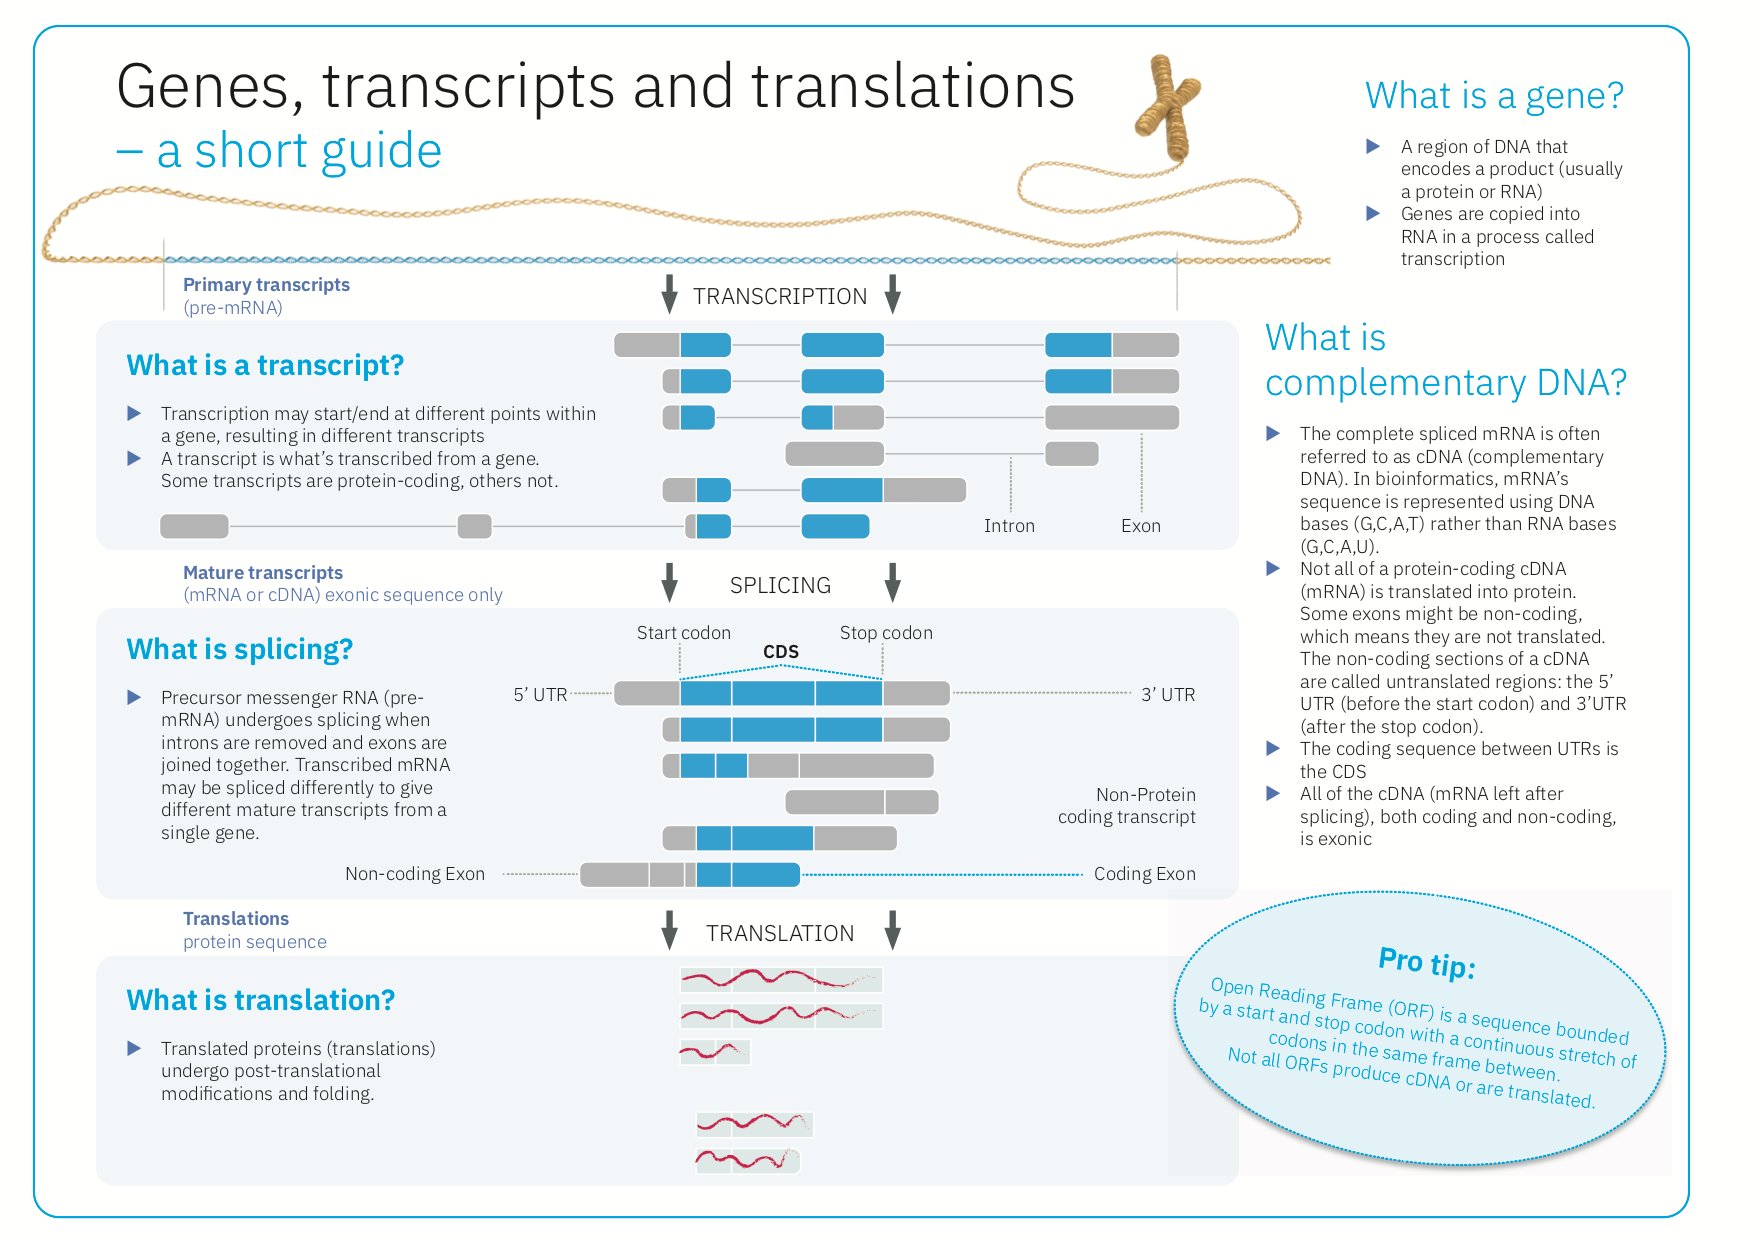 Genes, transcripts and translations
– a short guide
What is a gene?
▶ A region of DNA that
encodes a product (usually
a protein or RNA)
▶ Genes are copied into
RNA in a process called
transcription
Primary transcripts
(pre-mRNA)
TRANSCRIPTION
What is a transcript?
▶ Transcription may start/end at different points within
a gene, resulting in different transcripts
▶ A transcript is what’s transcribed from a gene.
Some transcripts are protein-coding, others not.
Intron
Exon
What is
complementary DNA?
▶ The complete spliced mRNA is often
referred to as cDNA (complementary
DNA). In bioinformatics, mRNA’s
sequence is represented using DNA
bases (G,C,A,T) rather than RNA bases
(G,C,A,U).
▶ Not all of a protein-coding cDNA
(mRNA) is translated into protein.
Some exons might be non-coding,
which means they are not translated.
The non-coding sections of a cDNA
are called untranslated regions: the 5’
UTR (before the start codon) and 3’UTR
(after the stop codon).
▶ The coding sequence between UTRs is
the CDS
▶ All of the cDNA (mRNA left after
splicing), both coding and non-coding,
is exonic
Mature transcripts
(mRNA or cDNA) exonic sequence only
SPLICING
What is splicing?
▶ Precursor messenger RNA (pre-
mRNA) undergoes splicing when
introns are removed and exons are
joined together. Transcribed mRNA
may be spliced differently to give
different mature transcripts from a
single gene.
Start codon
Stop codon
CDS
5’ UTR
3’ UTR
Non-Protein
coding transcript
Non-coding Exon
Coding Exon
Translations
protein sequence
TRANSLATION
What is translation?
▶ Translated proteins (translations)
undergo post-translational
modifications and folding.
Pro tip:
Open Reading Frame (ORF) is a sequence bounded
by a start and stop codon with a continuous stretch of
codons in the same frame between.
Not all ORFs produce cDNA or are translated.